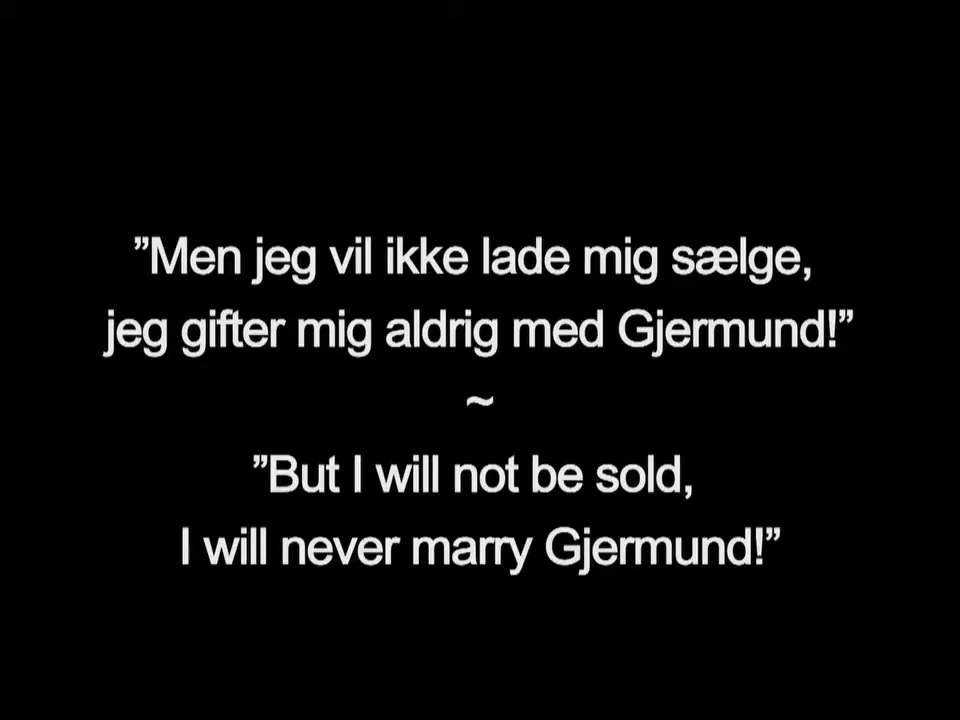 ”Men jeg vil ikke lade mig sælge,
jeg gifter mig aldrig med Gjermund!”
~
”But I will not be sold,
I will never marry Gjermund!”